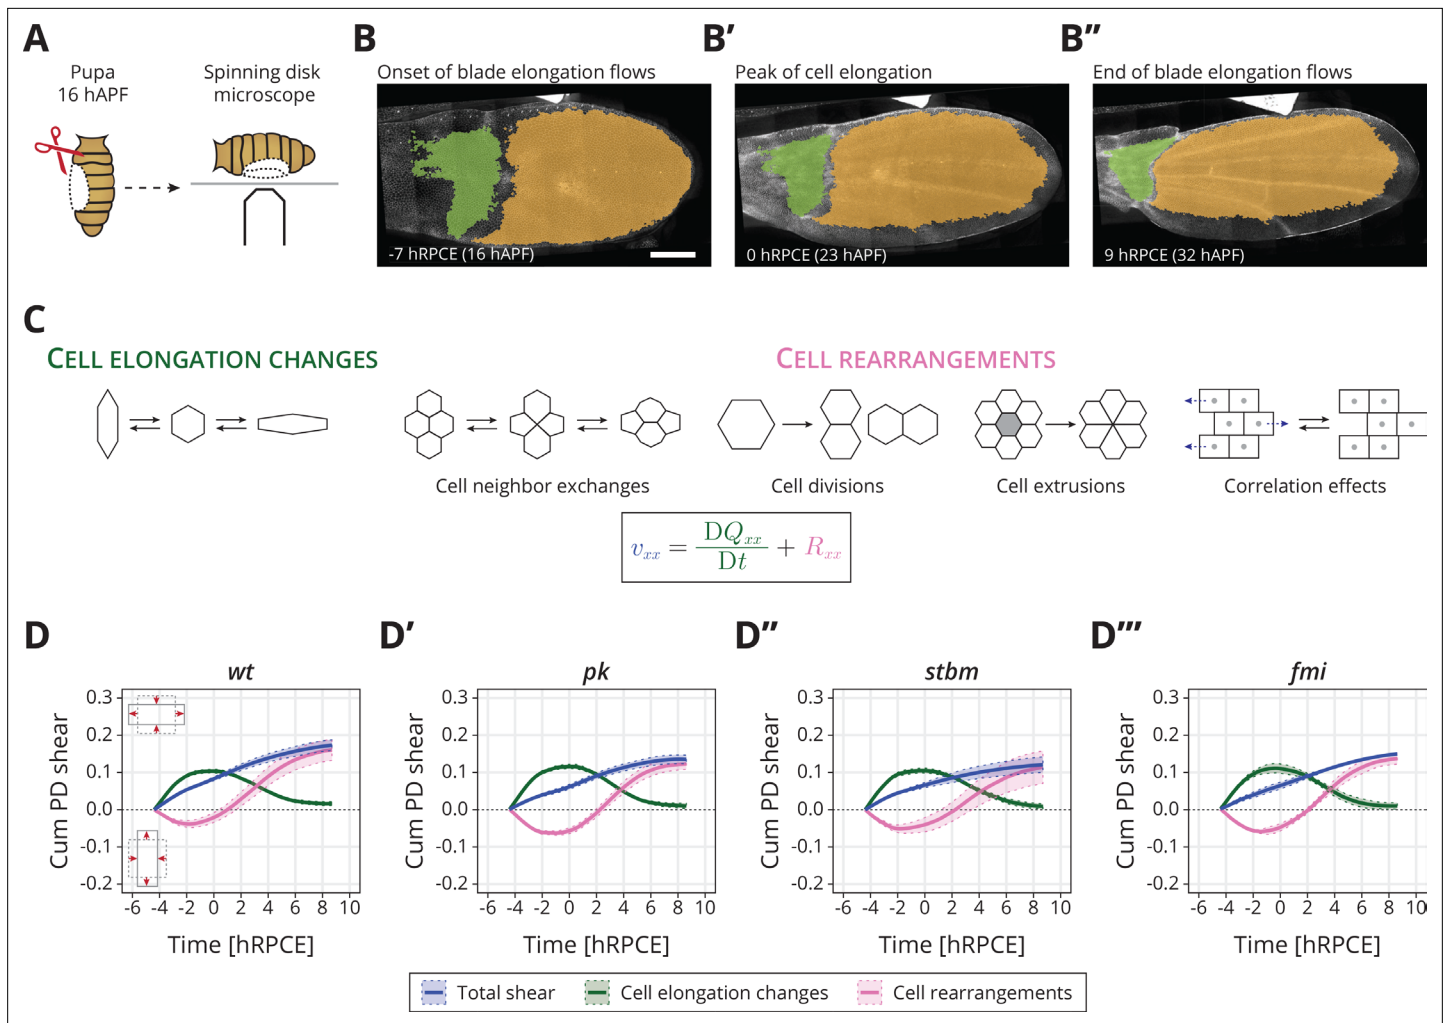 A
Pupa
16 hAPF
Spinning disk
microscope
B
Onset of blade elongation flows
-7 hRPCE (16 hAPF)
B′
Peak of cell elongation
0 hRPCE (23 hAPF)
B″
End of blade elongation flows
9 hRPCE (32 hAPF)
C
CELL ELONGATION CHANGES
CELL REARRANGEMENTS
Cell neighbor exchanges
Cell divisions
Cell extrusions
Correlation effects
v_xx = DQ_xx / Dt + R_xx
D
wt
Cum PD shear
0.3
0.2
0.1
0.0
-0.1
-0.2
-6 -4 -2 0 2 4 6 8 10
Time [hRPCE]
D′
pk
Cum PD shear
0.3
0.2
0.1
0.0
-0.1
-0.2
-6 -4 -2 0 2 4 6 8 10
Time [hRPCE]
D″
stbm
Cum PD shear
0.3
0.2
0.1
0.0
-0.1
-0.2
-6 -4 -2 0 2 4 6 8 10
Time [hRPCE]
D‴
fmi
Cum PD shear
0.3
0.2
0.1
0.0
-0.1
-0.2
-6 -4 -2 0 2 4 6 8 10
Time [hRPCE]
Total shear
Cell elongation changes
Cell rearrangements